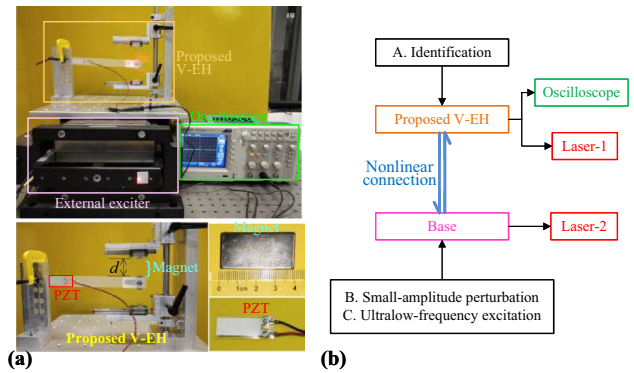 Proposed
V-EH
Oscilloscope
External exciter
d
Magnet
PZT
Proposed V-EH
Magnet
0 1cm 2 3 4
PZT
(a)
A. Identification
Proposed V-EH
Oscilloscope
Laser-1
Nonlinear
connection
Base
Laser-2
B. Small-amplitude perturbation
C. Ultralow-frequency excitation
(b)